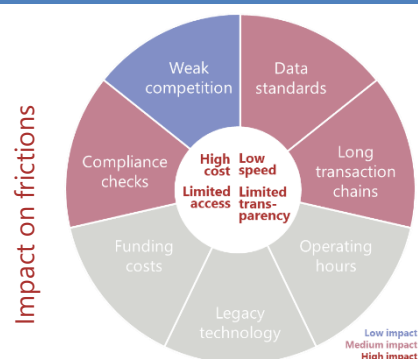 Impact on frictions
Weak
competition
Data
standards
Compliance
checks
High
cost
Low
speed
Limited
access
Limited
trans-
parency
Long
transaction
chains
Funding
costs
Operating
hours
Legacy
technology
Low impact
Medium impact
High impact